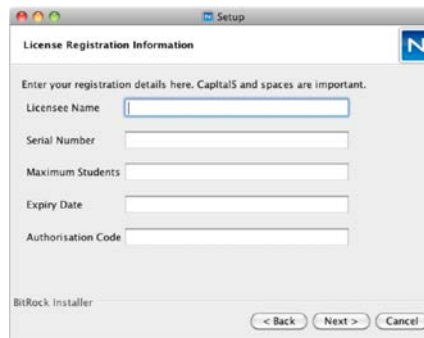 Setup
License Registration Information
N
Enter your registration details here. CapItalS and spaces are important.
Licensee Name
Serial Number
Maximum Students
Expiry Date
Authorisation Code
BitRock Installer
< Back Next > Cancel